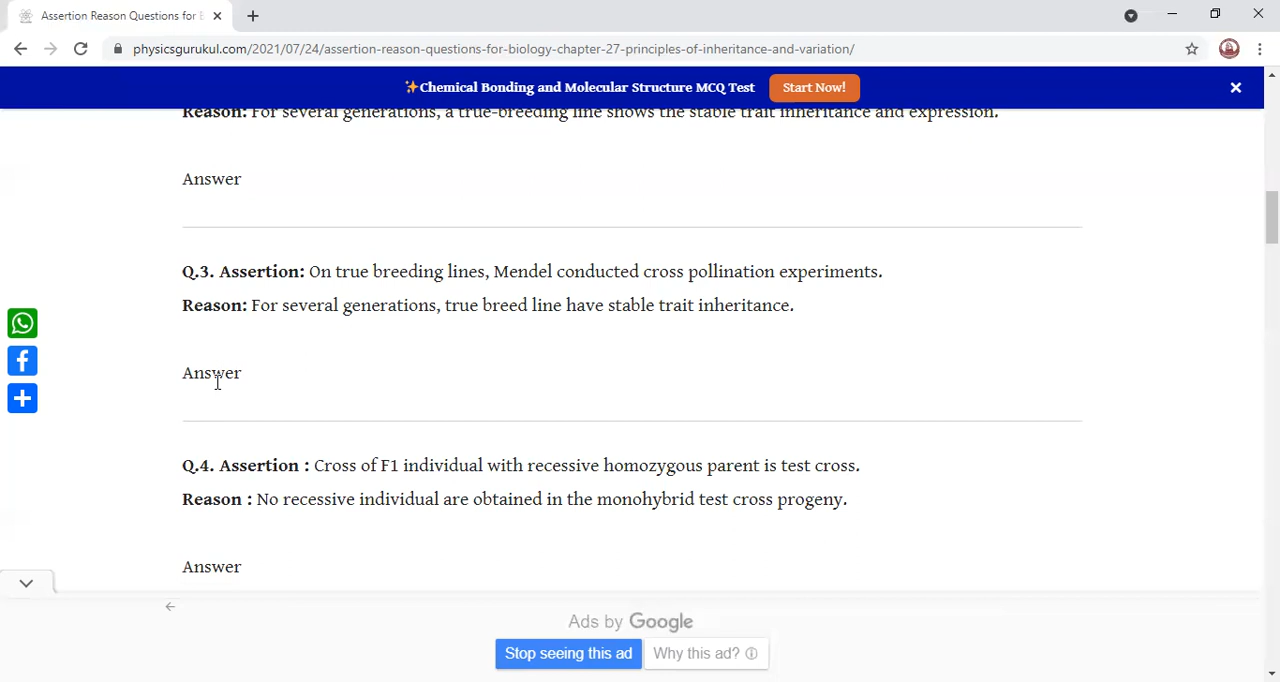 Assertion Reason Questions for B
physicsgurukul.com/2021/07/24/assertion-reason-questions-for-biology-chapter-27-principles-of-inheritance-and-variation/
✨Chemical Bonding and Molecular Structure MCQ Test Start Now!
Reason: For several generations, a true-breeding line shows the stable trait inheritance and expression.
Answer
Q.3. Assertion: On true breeding lines, Mendel conducted cross pollination experiments.
Reason: For several generations, true breed line have stable trait inheritance.
Answer
Q.4. Assertion : Cross of F1 individual with recessive homozygous parent is test cross.
Reason : No recessive individual are obtained in the monohybrid test cross progeny.
Answer
Ads by Google
Stop seeing this ad Why this ad?